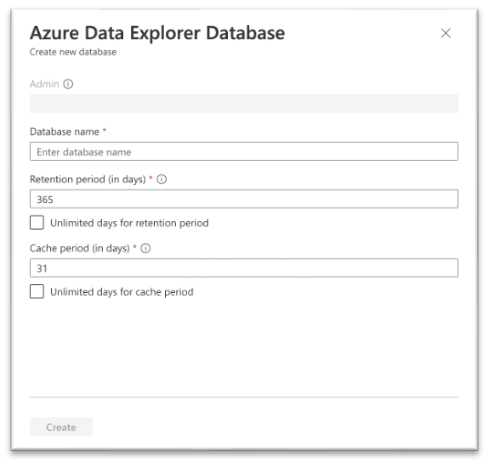 Azure Data Explorer Database
Create new database
Admin
Database name *
Enter database name
Retention period (in days) *
365
Unlimited days for retention period
Cache period (in days) *
31
Unlimited days for cache period
Create